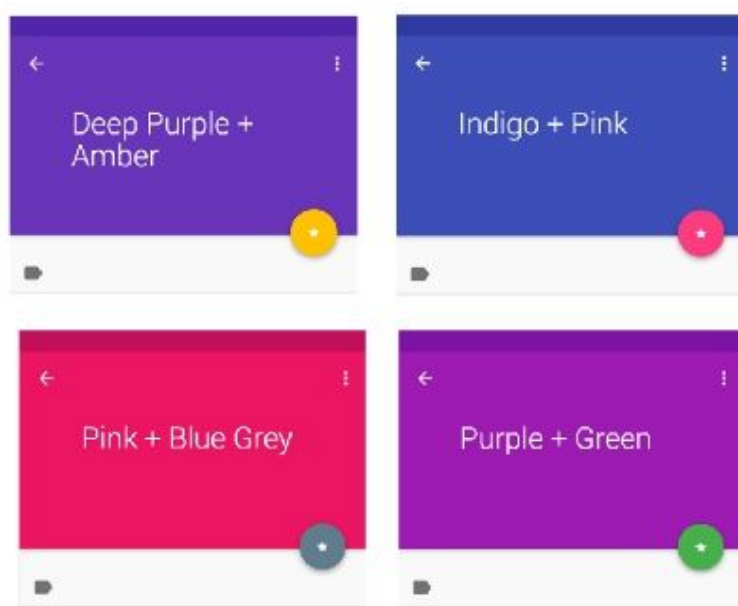 Deep Purple +
Amber
Indigo + Pink
Pink + Blue Grey
Purple + Green